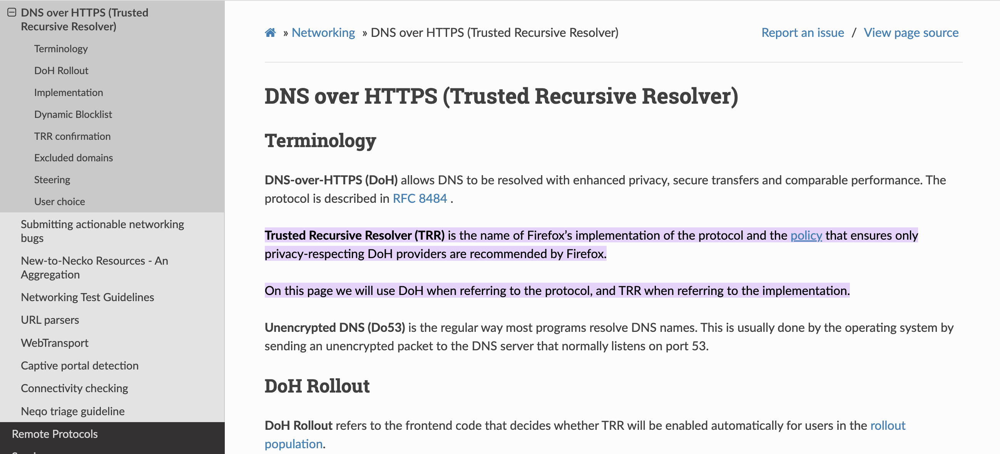 DNS over HTTPS (Trusted
Recursive Resolver)
Terminology
DoH Rollout
Implementation
Dynamic Blocklist
TRR confirmation
Excluded domains
Steering
User choice
Submitting actionable networking
bugs
New-to-Necko Resources - An
Aggregation
Networking Test Guidelines
URL parsers
WebTransport
Captive portal detection
Connectivity checking
Neqo triage guideline
Remote Protocols
» Networking » DNS over HTTPS (Trusted Recursive Resolver)
Report an issue / View page source
DNS over HTTPS (Trusted Recursive Resolver)
Terminology
DNS-over-HTTPS (DoH) allows DNS to be resolved with enhanced privacy, secure transfers and comparable performance. The
protocol is described in RFC 8484 .
Trusted Recursive Resolver (TRR) is the name of Firefox’s implementation of the protocol and the policy that ensures only
privacy-respecting DoH providers are recommended by Firefox.
On this page we will use DoH when referring to the protocol, and TRR when referring to the implementation.
Unencrypted DNS (Do53) is the regular way most programs resolve DNS names. This is usually done by the operating system by
sending an unencrypted packet to the DNS server that normally listens on port 53.
DoH Rollout
DoH Rollout refers to the frontend code that decides whether TRR will be enabled automatically for users in the rollout
population.